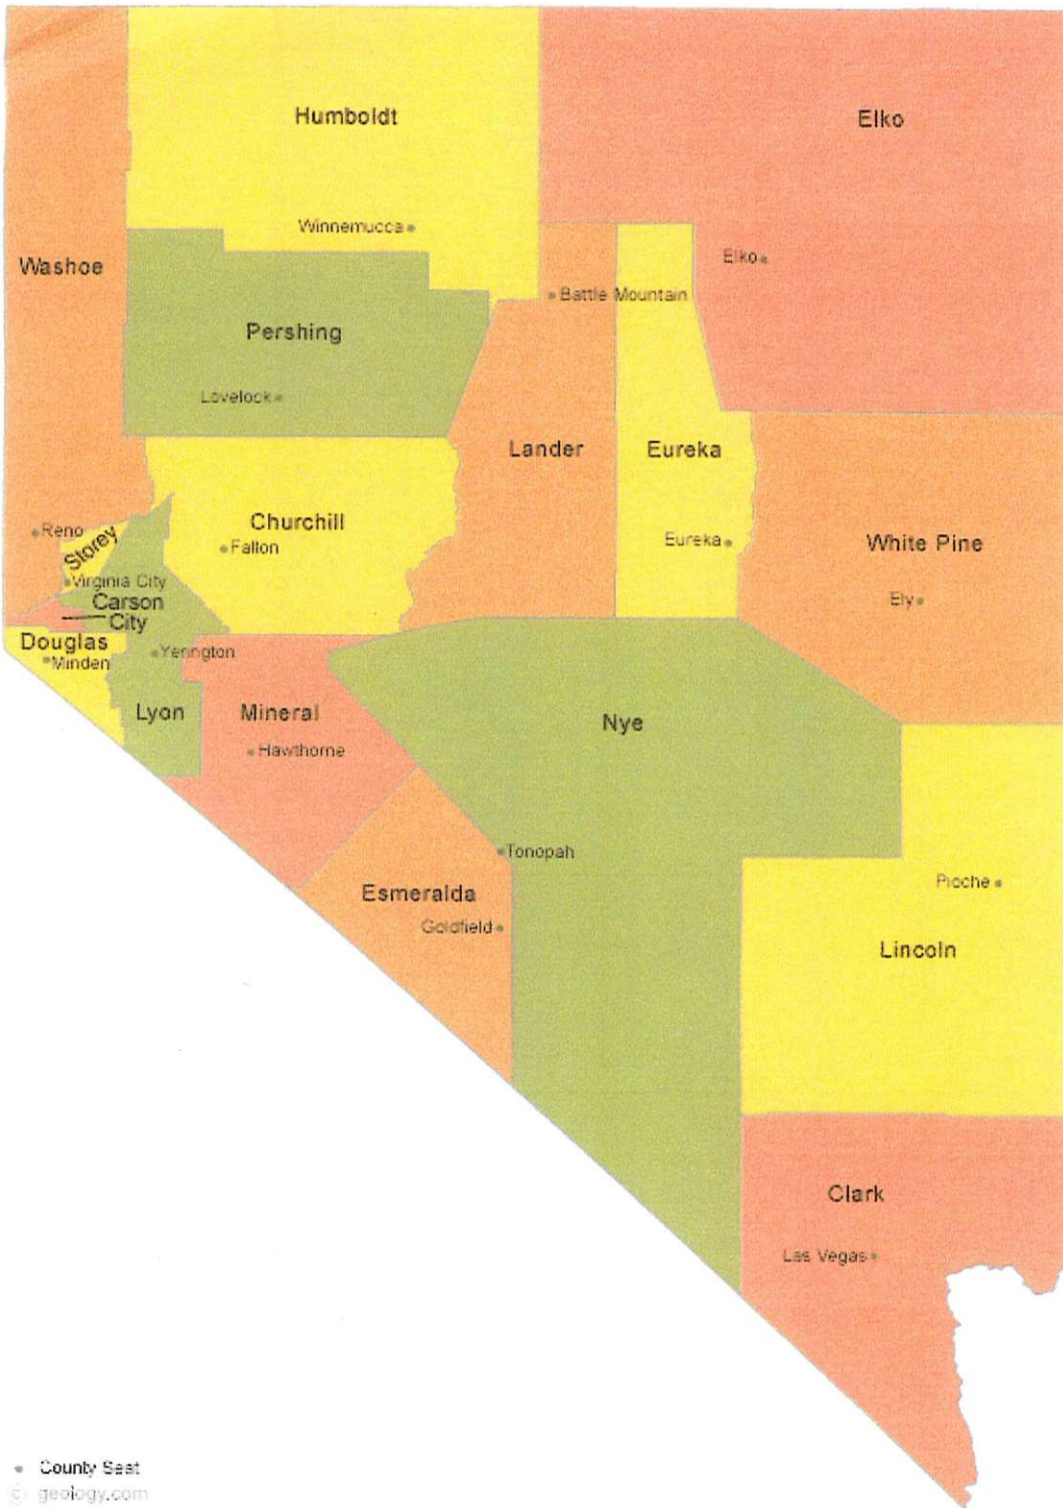 Humboldt
Elko
Winnemucca
Washoe
Elko
Battle Mountain
Pershing
Lovelock
Lander
Eureka
Churchill
Reno
Storey
Fallon
Eureka
White Pine
Virginia City
Ely
Carson
City
Douglas
Minden
Yerington
Lyon
Mineral
Nye
Hawthorne
Tonopah
Esmeralda
Pioche
Goldfield
Lincoln
Clark
Las Vegas
County Seat
© geology.com